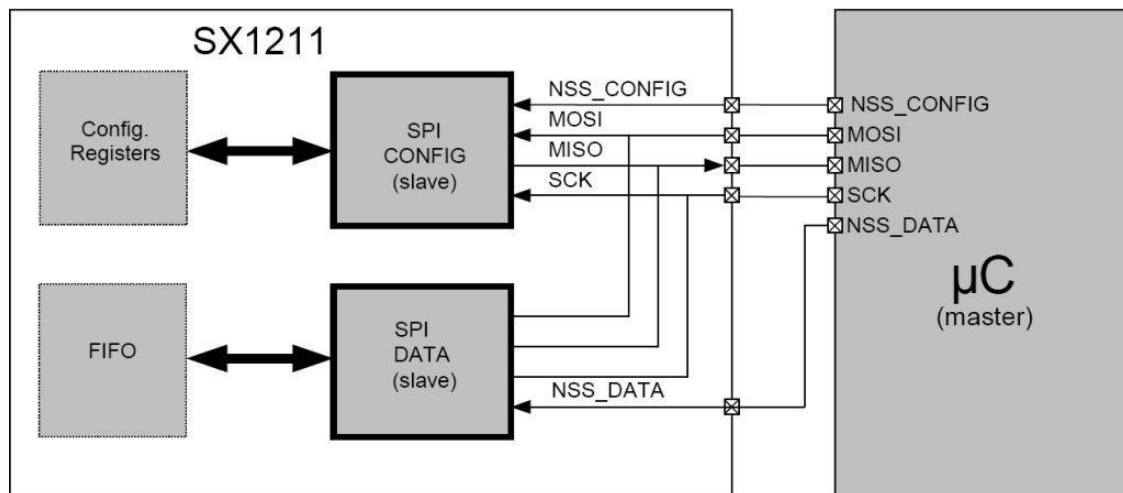 SX1211
Config.
Registers
SPI
CONFIG
(slave)
NSS_CONFIG
MOSI
MISO
SCK
NSS_CONFIG
MOSI
MISO
SCK
NSS_DATA
µC
(master)
FIFO
SPI
DATA
(slave)
NSS_DATA